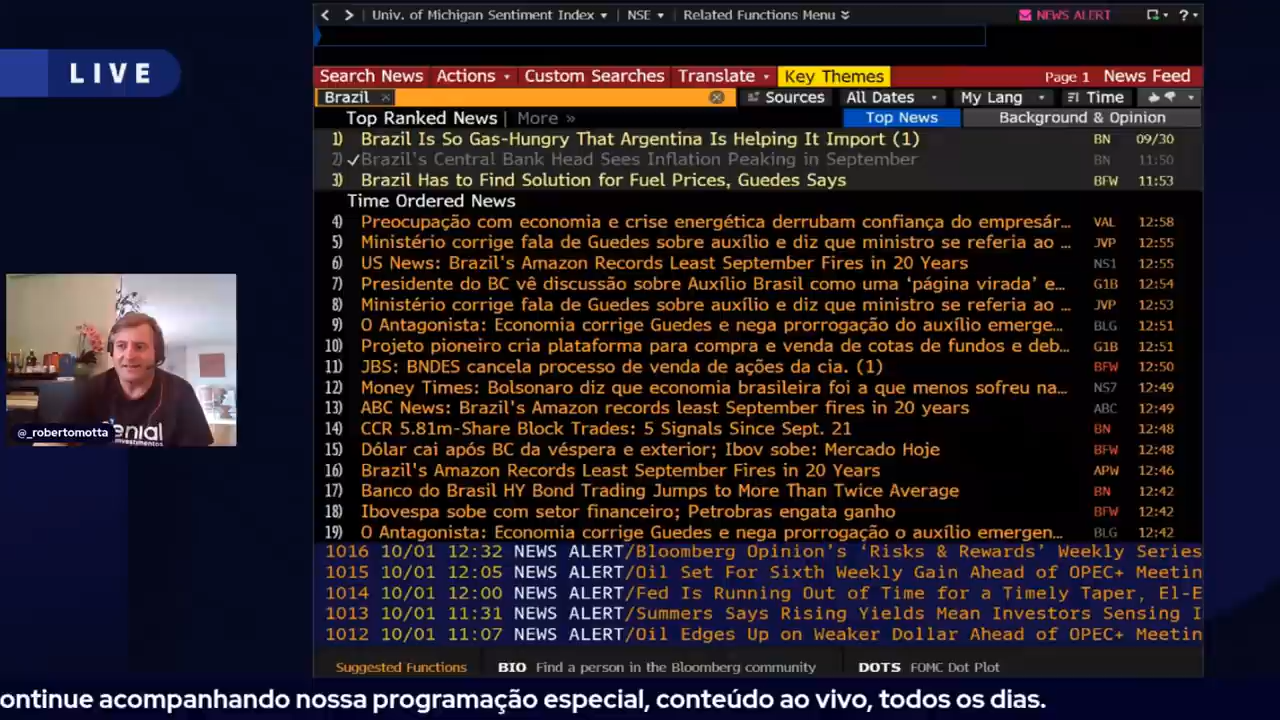 Univ. of Michigan Sentiment Index NSE Related Functions Menu NEWS ALERT ?
LIVE
Search News Actions Custom Searches Translate Key Themes Page 1 News Feed
Brazil Sources All Dates My Lang Time
Top Ranked News | More » Top News Background & Opinion
1) Brazil Is So Gas-Hungry That Argentina Is Helping It Import (1) BN 09/30
2) ✓Brazil's Central Bank Head Sees Inflation Peaking in September BN 11:50
3) Brazil Has to Find Solution for Fuel Prices, Guedes Says BFW 11:53
Time Ordered News
4) Preocupação com economia e crise energética derrubam confiança do empresár… VAL 12:58
5) Ministério corrige fala de Guedes sobre auxílio e diz que ministro se referia ao … JVP 12:55
6) US News: Brazil's Amazon Records Least September Fires in 20 Years NS1 12:55
7) Presidente do BC vê discussão sobre Auxílio Brasil como uma 'página virada' e… G1B 12:54
8) Ministério corrige fala de Guedes sobre auxílio e diz que ministro se referia ao … JVP 12:53
9) O Antagonista: Economia corrige Guedes e nega prorrogação do auxílio emerge… BLG 12:51
10) Projeto pioneiro cria plataforma para compra e venda de cotas de fundos e deb… G1B 12:51
11) JBS: BNDES cancela processo de venda de ações da cia. (1) BFW 12:50
12) Money Times: Bolsonaro diz que economia brasileira foi a que menos sofreu na… NS7 12:49
13) ABC News: Brazil's Amazon records least September fires in 20 years ABC 12:49
14) CCR 5.81m-Share Block Trades: 5 Signals Since Sept. 21 BN 12:48
15) Dólar cai após BC da véspera e exterior; Ibov sobe: Mercado Hoje BFW 12:48
16) Brazil's Amazon Records Least September Fires in 20 Years APW 12:46
17) Banco do Brasil HY Bond Trading Jumps to More Than Twice Average BN 12:42
18) Ibovespa sobe com setor financeiro; Petrobras engata ganho BFW 12:42
19) O Antagonista: Economia corrige Guedes e nega prorrogação o auxílio emergen… BLG 12:42
enial
investimentos
@_robertomotta
1016 10/01 12:32 NEWS ALERT/Bloomberg Opinion's 'Risks & Rewards' Weekly Series
1015 10/01 12:05 NEWS ALERT/Oil Set For Sixth Weekly Gain Ahead of OPEC+ Meetin
1014 10/01 12:00 NEWS ALERT/Fed Is Running Out of Time for a Timely Taper, El-E
1013 10/01 11:31 NEWS ALERT/Summers Says Rising Yields Mean Investors Sensing I
1012 10/01 11:07 NEWS ALERT/Oil Edges Up on Weaker Dollar Ahead of OPEC+ Meetin
Suggested Functions BIO Find a person in the Bloomberg community DOTS FOMC Dot Plot
ontinue acompanhando nossa programação especial, conteúdo ao vivo, todos os dias.